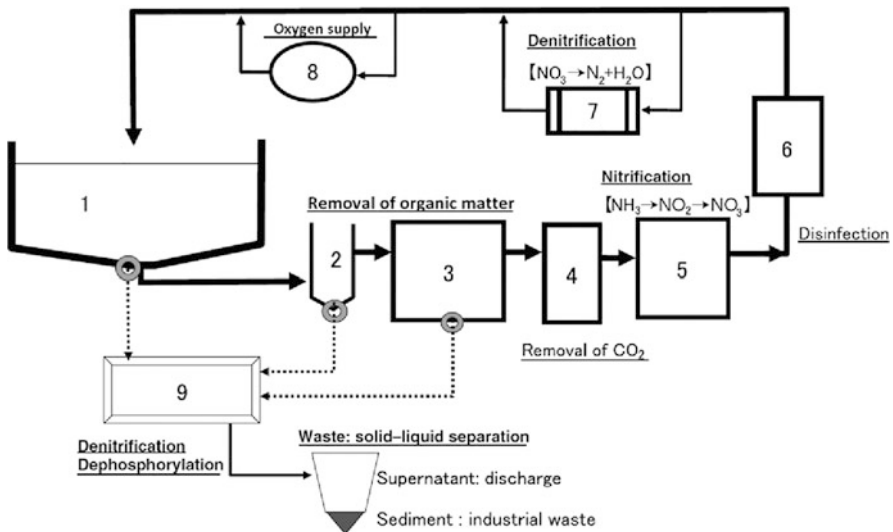 Oxygen supply
8
Denitrification
【NO₃→N₂+H₂O】
7
6
1
Nitrification
【NH₃→NO₂→NO₃】
Removal of organic matter
2
3
4
5
Disinfection
Removal of CO₂
9
Denitrification
Dephosphorylation
Waste: solid–liquid separation
Supernatant: discharge
Sediment : industrial waste